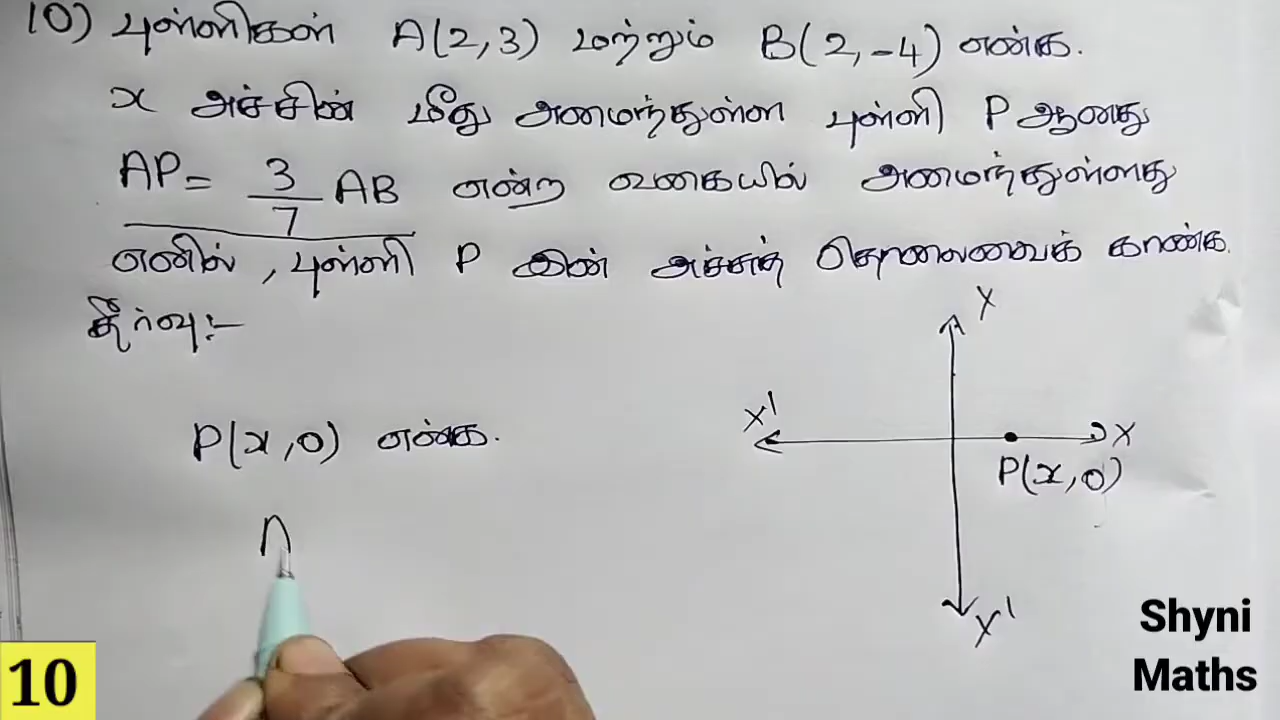 10) புள்ளிகள் A(2,3) மற்றும் B(2,-4) என்க.
x அச்சின் மீது அமைந்துள்ள புள்ளி P ஆனது
AP = 3/7 AB என்ற வகையில் அமைந்துள்ளது
எனில், புள்ளி P இன் அச்சுத் தொலைவைக் காண்க.
தீர்வு:-
X
P(x,0) என்க.
X'
X
P(x,0)
X'
Shyni
Maths
10